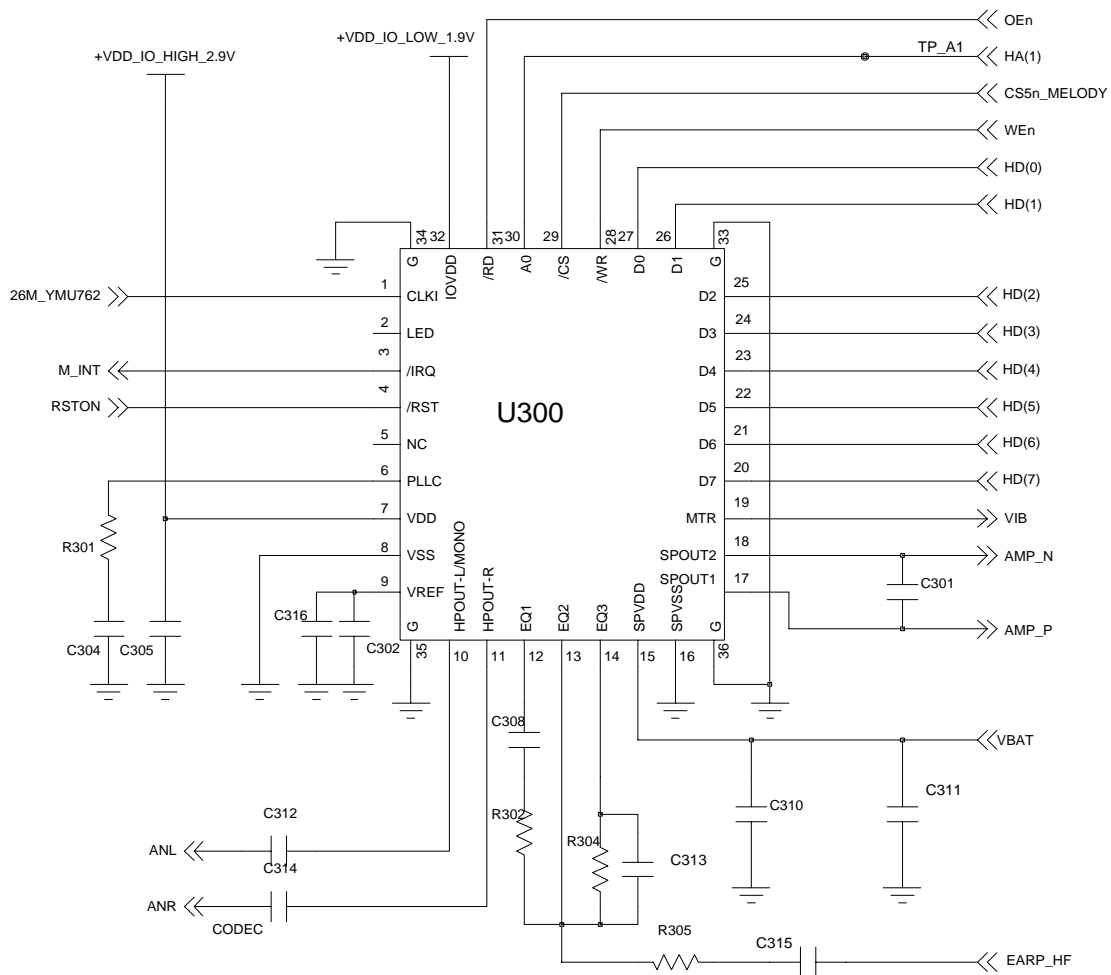 OEn
+VDD_IO_LOW_1.9V
TP_A1
HA(1)
+VDD_IO_HIGH_2.9V
CS5n_MELODY
WEn
HD(0)
HD(1)
34
32
31
30
29
28
27
26
33
G
IOVDD
/RD
A0
/CS
/WR
D0
D1
G
26M_YMU762
1
CLKI
D2
25
HD(2)
2
LED
D3
24
HD(3)
M_INT
3
/IRQ
D4
23
HD(4)
RSTON
4
/RST
D5
22
HD(5)
U300
5
NC
D6
21
HD(6)
6
PLLC
D7
20
HD(7)
7
VDD
MTR
19
VIB
R301
8
VSS
SPOUT2
18
AMP_N
9
VREF
SPOUT1
17
C301
C316
G
HPOUT-L/MONO
HPOUT-R
EQ1
EQ2
EQ3
SPVDD
SPVSS
G
AMP_P
C304
C305
C302
35
10
11
12
13
14
15
16
36
C308
VBAT
C310
C311
C312
R302
R304
C313
ANL
C314
ANR
CODEC
R305
C315
EARP_HF